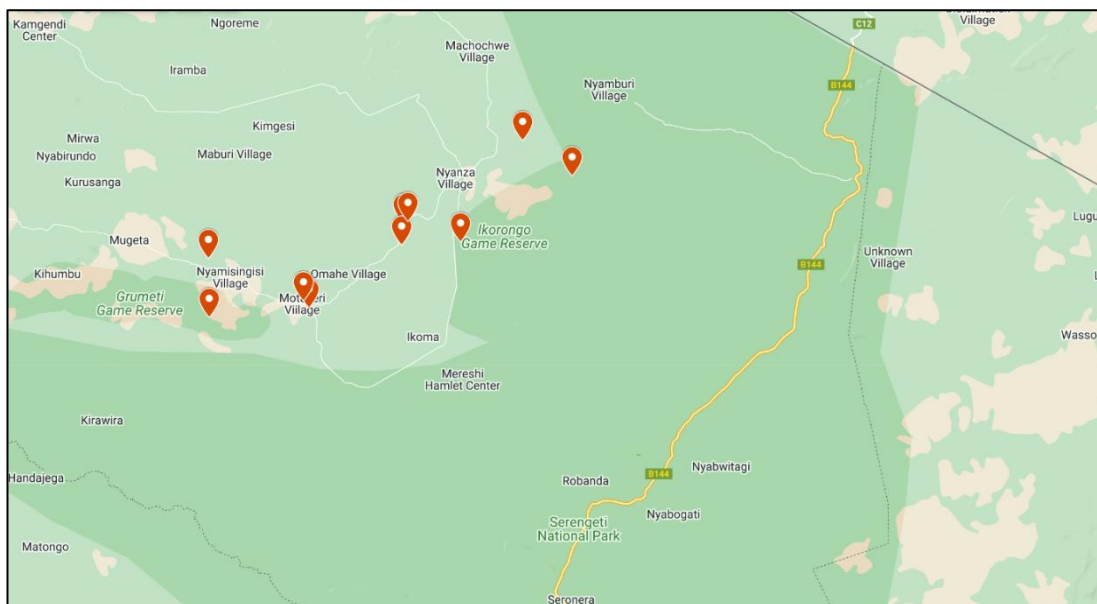 Kamgendi
Center
Ngoreme
C12
Village
Machochwe
Village
Iramba
Nyamburi
Village
B144
Kimgesi
Mirwa
Nyabirundo
Maburi Village
Kurusanga
Nyanza
Village
Lugu
Ikorongo
Game Reserve
Mugeta
Unknown
Village
B144
Kihumbu
Nyamisingisi
Village
Omahe Village
Grumeti
Game Reserve
Viilage
Ikoma
Wasso
Mereshi
Hamlet Center
Kirawira
Handajega
B144
Nyabwitagi
Robanda
Nyabogati
Serengeti
National Park
Matongo
Seronera